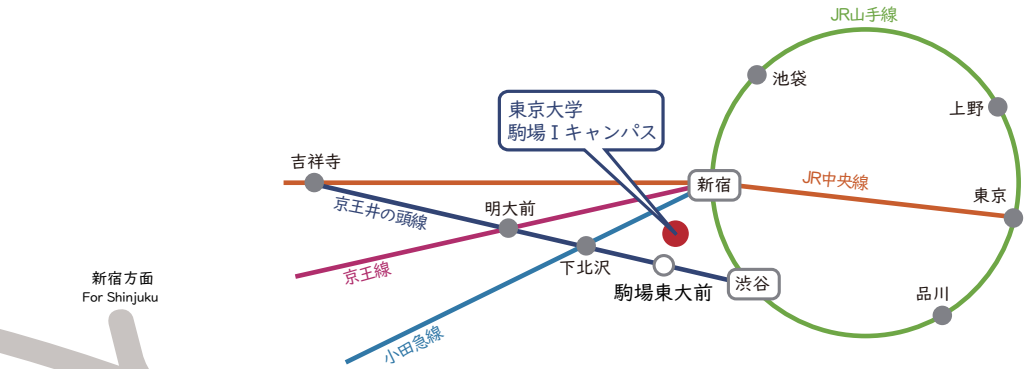 JR山手線
池袋
上野
東京大学
駒場Ⅰキャンパス
吉祥寺
新宿
JR中央線
東京
京王井の頭線
明大前
京王線
下北沢
駒場東大前
渋谷
品川
新宿方面
For Shinjuku
小田急線